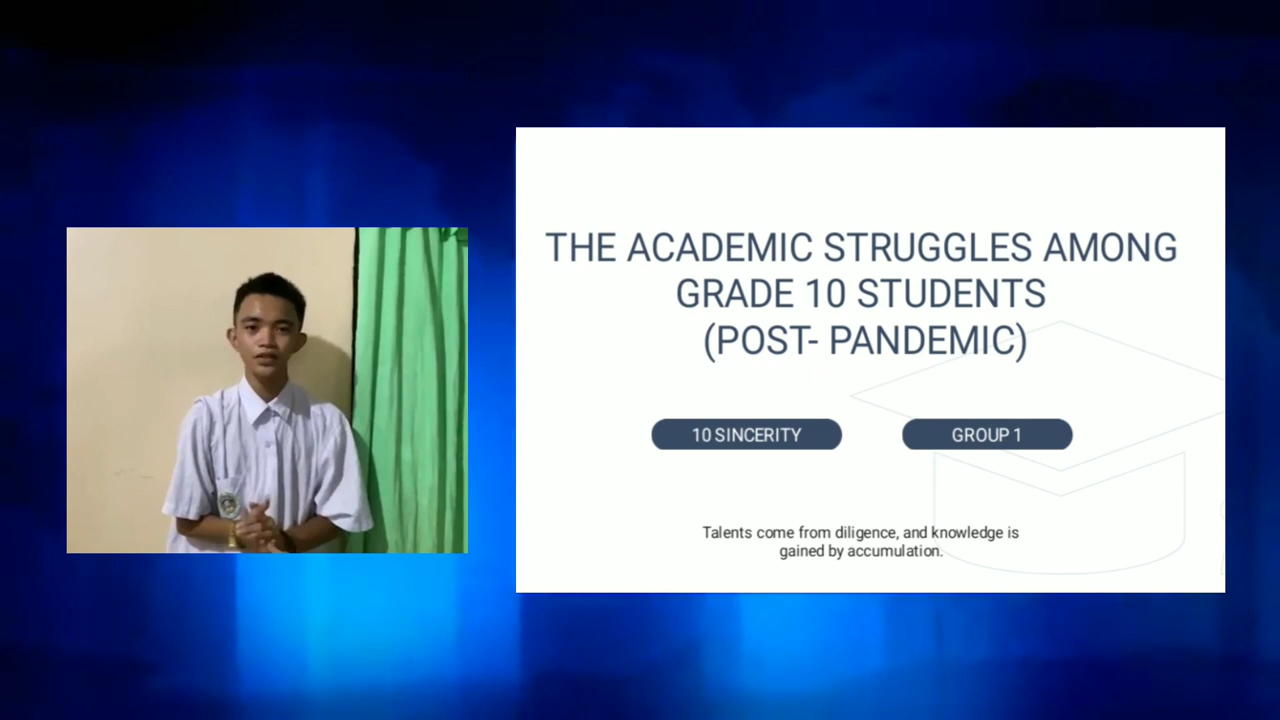 THE ACADEMIC STRUGGLES AMONG
GRADE 10 STUDENTS
(POST- PANDEMIC)
10 SINCERITY
GROUP 1
Talents come from diligence, and knowledge is
gained by accumulation.